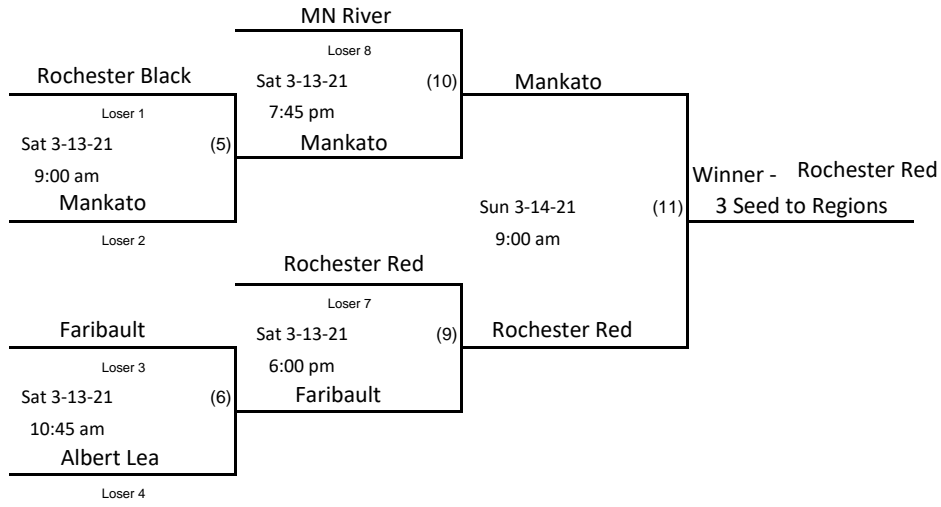 MN River
Loser 8
Rochester Black
Sat 3-13-21 (10)
Mankato
Loser 1
7:45 pm
Sat 3-13-21 (5)
Mankato
9:00 am
Winner - Rochester Red
Mankato
Sun 3-14-21 (11)
3 Seed to Regions
Loser 2
9:00 am
Rochester Red
Loser 7
Faribault
Sat 3-13-21 (9)
Rochester Red
Loser 3
6:00 pm
Sat 3-13-21 (6)
Faribault
10:45 am
Albert Lea
Loser 4